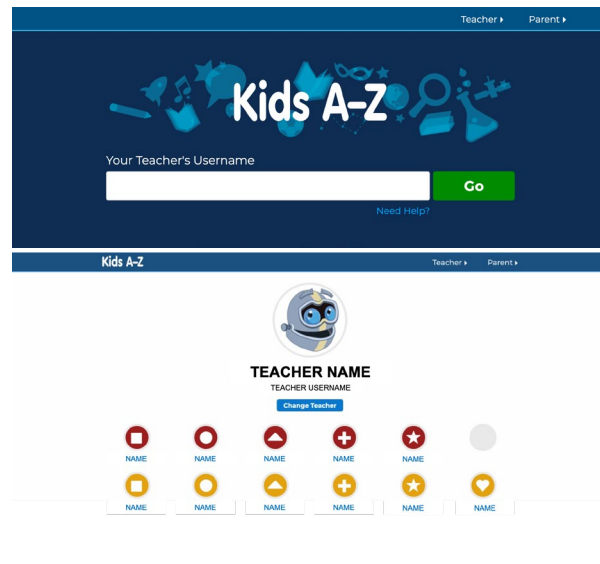 Teacher Parent
Kids A-Z
Your Teacher's Username
Go
Need Help?
Kids A-Z
Teacher Parent
TEACHER NAME
TEACHER USERNAME
Change Teacher
NAME NAME NAME NAME NAME
NAME NAME NAME NAME NAME NAME